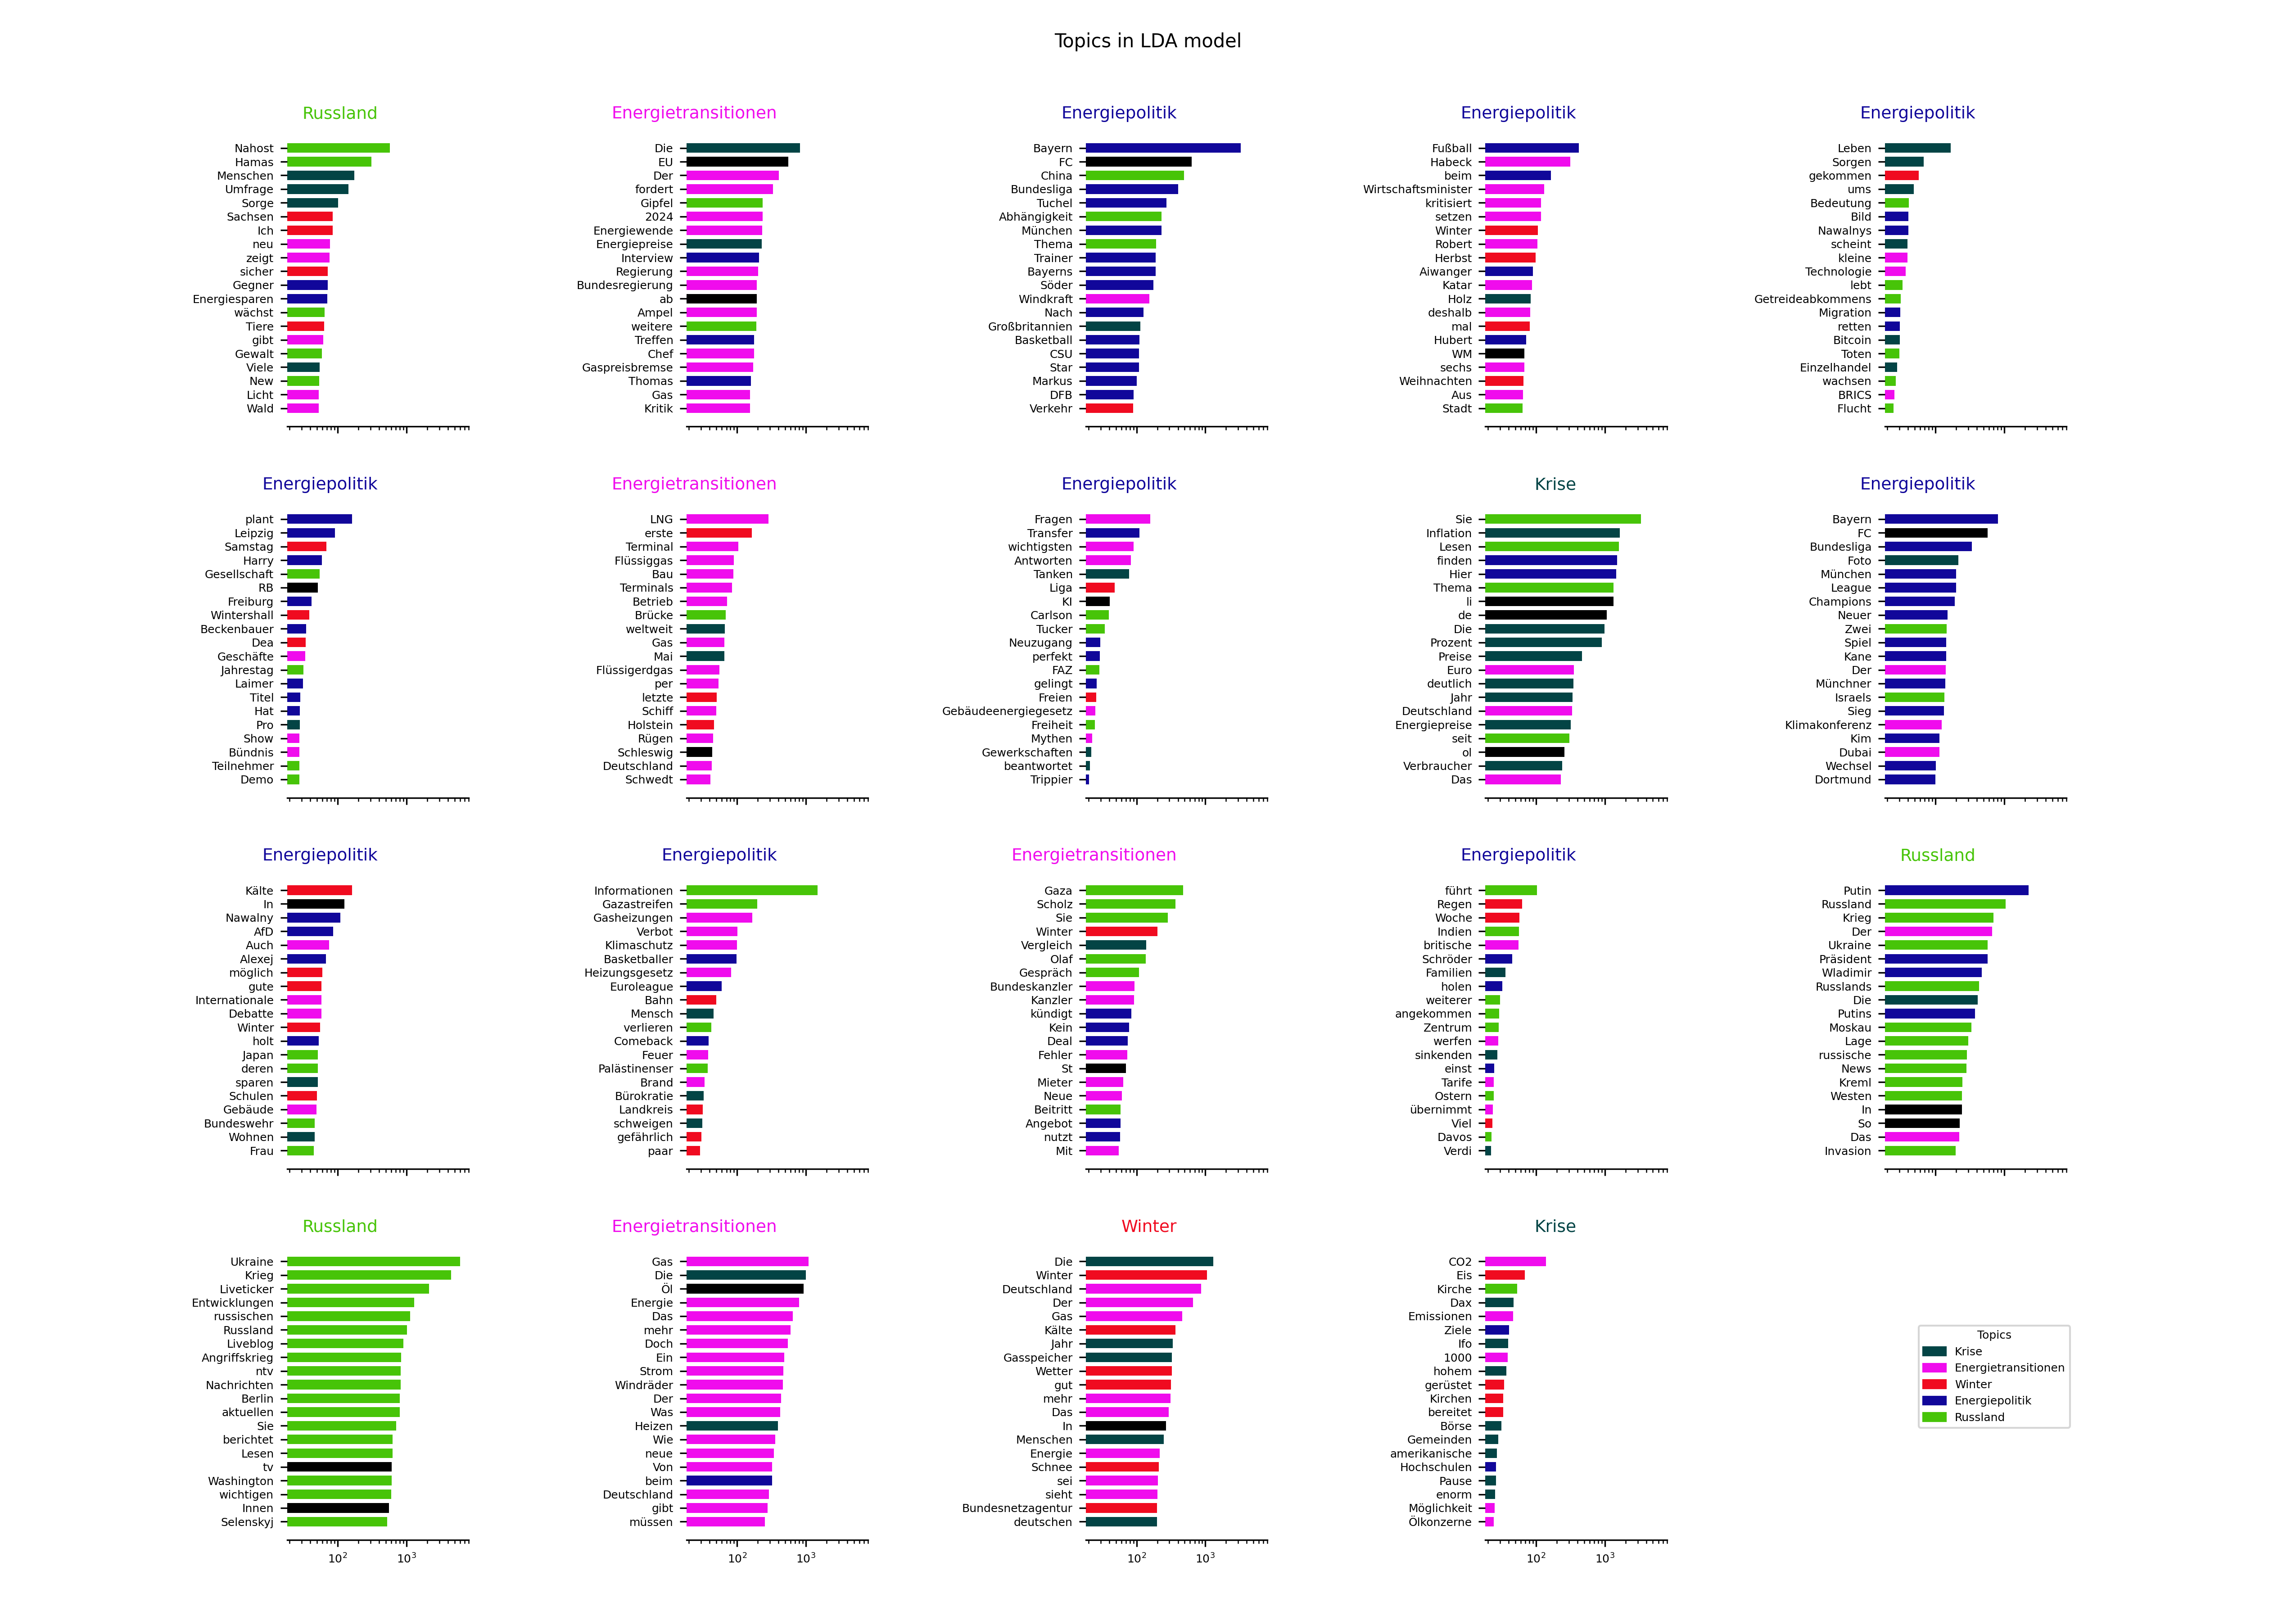 Topics in LDA model
Russland
Nahost
Hamas
Menschen
Umfrage
Sorge
Sachsen
Ich
neu
zeigt
sicher
Gegner
Energiesparen
wächst
Tiere
gibt
Gewalt
Viele
New
Licht
Wald
Energietransitionen
Die
EU
Der
fordert
Gipfel
2024
Energiewende
Energiepreise
Interview
Regierung
Bundesregierung
ab
Ampel
weitere
Treffen
Chef
Gaspreisbremse
Thomas
Gas
Kritik
Energiepolitik
Bayern
FC
China
Bundesliga
Tuchel
Abhängigkeit
München
Thema
Trainer
Bayerns
Söder
Windkraft
Nach
Großbritannien
Basketball
CSU
Star
Markus
DFB
Verkehr
Energiepolitik
Fußball
Habeck
beim
Wirtschaftsminister
kritisiert
setzen
Winter
Robert
Herbst
Aiwanger
Katar
Holz
deshalb
mal
Hubert
WM
sechs
Weihnachten
Aus
Stadt
Energiepolitik
Leben
Sorgen
gekommen
ums
Bedeutung
Bild
Nawalnys
scheint
kleine
Technologie
lebt
Getreideabkommens
Migration
retten
Bitcoin
Toten
Einzelhandel
wachsen
BRICS
Flucht
Energiepolitik
plant
Leipzig
Samstag
Harry
Gesellschaft
RB
Freiburg
Wintershall
Beckenbauer
Dea
Geschäfte
Jahrestag
Laimer
Titel
Hat
Pro
Show
Bündnis
Teilnehmer
Demo
Energietransitionen
LNG
erste
Terminal
Flüssiggas
Bau
Terminals
Betrieb
Brücke
weltweit
Gas
Mai
Flüssigerdgas
per
letzte
Schiff
Holstein
Rügen
Schleswig
Deutschland
Schwedt
Energiepolitik
Fragen
Transfer
wichtigsten
Antworten
Tanken
Liga
KI
Carlson
Tucker
Neuzugang
perfekt
FAZ
gelingt
Freien
Gebäudeenergiegesetz
Freiheit
Mythen
Gewerkschaften
beantwortet
Trippier
Krise
Sie
Inflation
Lesen
finden
Hier
Thema
li
de
Die
Prozent
Preise
Euro
deutlich
Jahr
Deutschland
Energiepreise
seit
ol
Verbraucher
Das
Energiepolitik
Bayern
FC
Bundesliga
Foto
München
League
Champions
Neuer
Zwei
Spiel
Kane
Der
Münchner
Israels
Sieg
Klimakonferenz
Kim
Dubai
Wechsel
Dortmund
Energiepolitik
Kälte
In
Nawalny
AfD
Auch
Alexej
möglich
gute
Internationale
Debatte
Winter
holt
Japan
deren
sparen
Schulen
Gebäude
Bundeswehr
Wohnen
Frau
Energiepolitik
Informationen
Gazastreifen
Gasheizungen
Verbot
Klimaschutz
Basketballer
Heizungsgesetz
Euroleague
Bahn
Mensch
verlieren
Comeback
Feuer
Palästinenser
Brand
Bürokratie
Landkreis
schweigen
gefährlich
paar
Energietransitionen
Gaza
Scholz
Sie
Winter
Vergleich
Olaf
Gespräch
Bundeskanzler
Kanzler
kündigt
Kein
Deal
Fehler
St
Mieter
Neue
Beitritt
Angebot
nutzt
Mit
Energiepolitik
führt
Regen
Woche
Indien
britische
Schröder
Familien
holen
weiterer
angekommen
Zentrum
werfen
sinkenden
einst
Tarife
Ostern
übernimmt
Viel
Davos
Verdi
Russland
Putin
Russland
Krieg
Der
Ukraine
Präsident
Wladimir
Russlands
Die
Putins
Moskau
Lage
russische
News
Kreml
Westen
In
So
Das
Invasion
Russland
Ukraine
Krieg
Liveticker
Entwicklungen
russischen
Russland
Liveblog
Angriffskrieg
ntv
Nachrichten
Berlin
aktuellen
Sie
berichtet
Lesen
tv
Washington
wichtigen
Innen
Selenskyj
10² 10³
Energietransitionen
Gas
Die
Öl
Energie
Das
mehr
Doch
Ein
Strom
Windräder
Der
Was
Heizen
Wie
neue
Von
beim
Deutschland
gibt
müssen
10² 10³
Winter
Die
Winter
Deutschland
Der
Gas
Kälte
Jahr
Gasspeicher
Wetter
gut
mehr
Das
In
Menschen
Energie
Schnee
sei
sieht
Bundesnetzagentur
deutschen
10² 10³
Krise
CO2
Eis
Kirche
Dax
Emissionen
Ziele
Ifo
1000
hohem
gerüstet
Kirchen
bereitet
Börse
Gemeinden
amerikanische
Hochschulen
Pause
enorm
Möglichkeit
Ölkonzerne
10² 10³
Topics
Krise
Energietransitionen
Winter
Energiepolitik
Russland